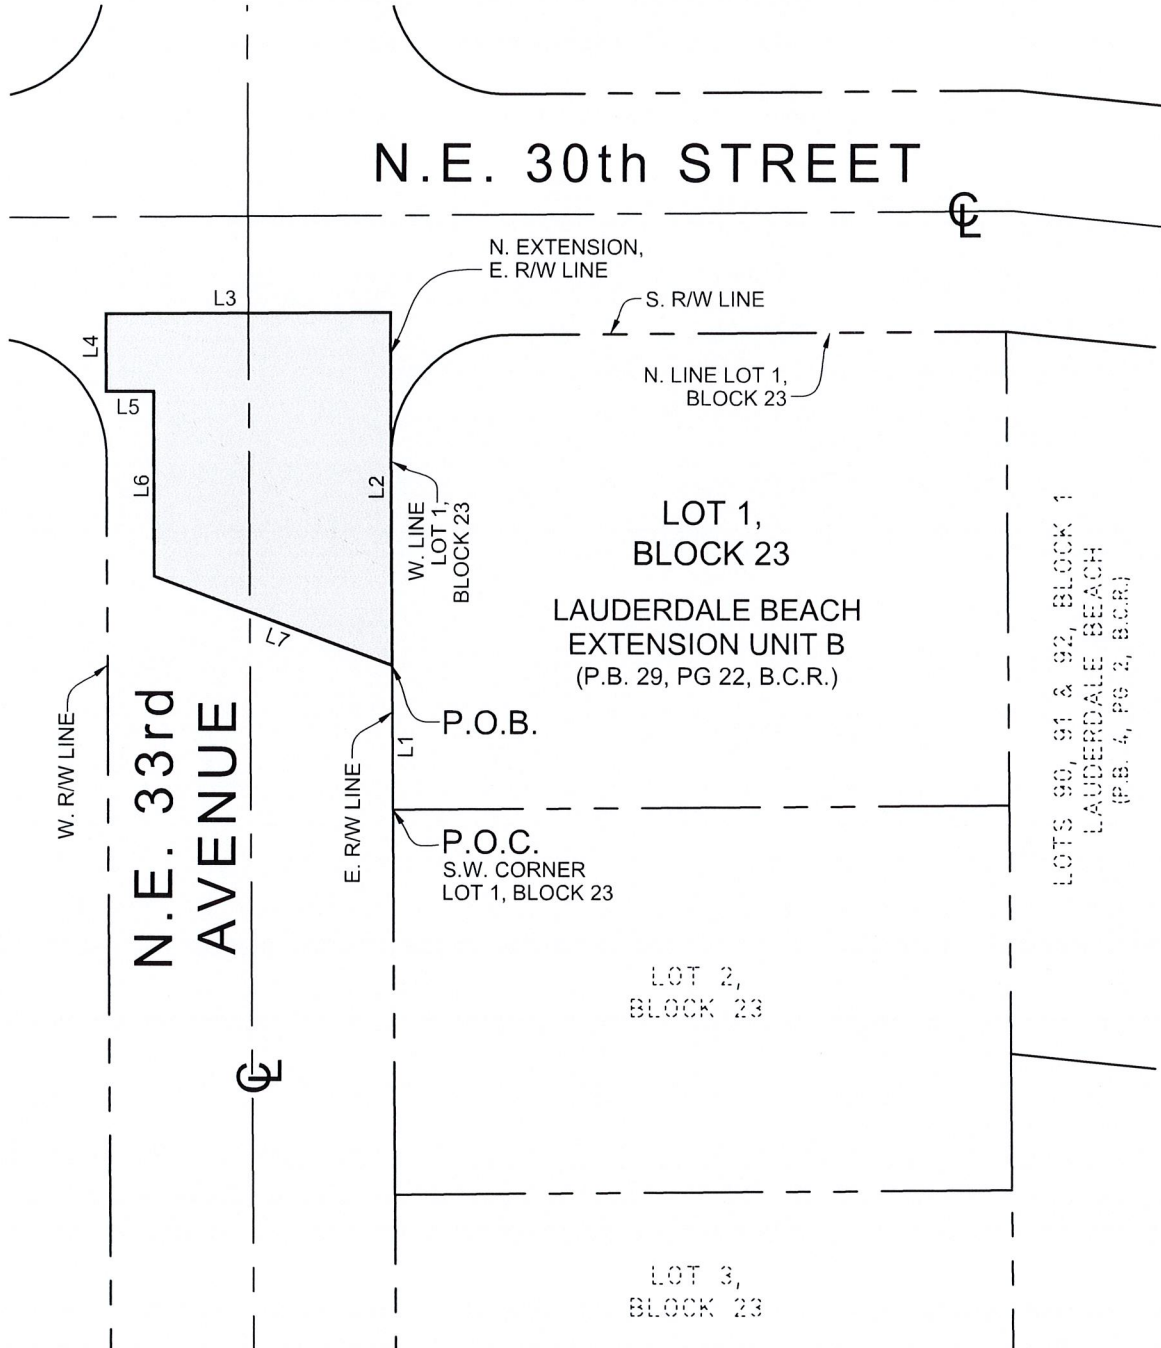 N.E. 30th STREET
CL
N. EXTENSION,
E. R/W LINE
L3
S. R/W LINE
L4
N. LINE LOT 1,
BLOCK 23
L5
L6
L2
W. LINE
LOT 1,
BLOCK 23
LOT 1,
BLOCK 23
LAUDERDALE BEACH
EXTENSION UNIT B
(P.B. 29, PG 22, B.C.R.)
LOTS 90, 91 & 92, BLOCK 1
LAUDERDALE BEACH
(P.B. 4, PG 2, B.C.R.)
L7
W. R/W LINE
N.E. 33rd
AVENUE
P.O.B.
L1
E. R/W LINE
P.O.C.
S.W. CORNER
LOT 1, BLOCK 23
LOT 2,
BLOCK 23
CL
LOT 3,
BLOCK 23